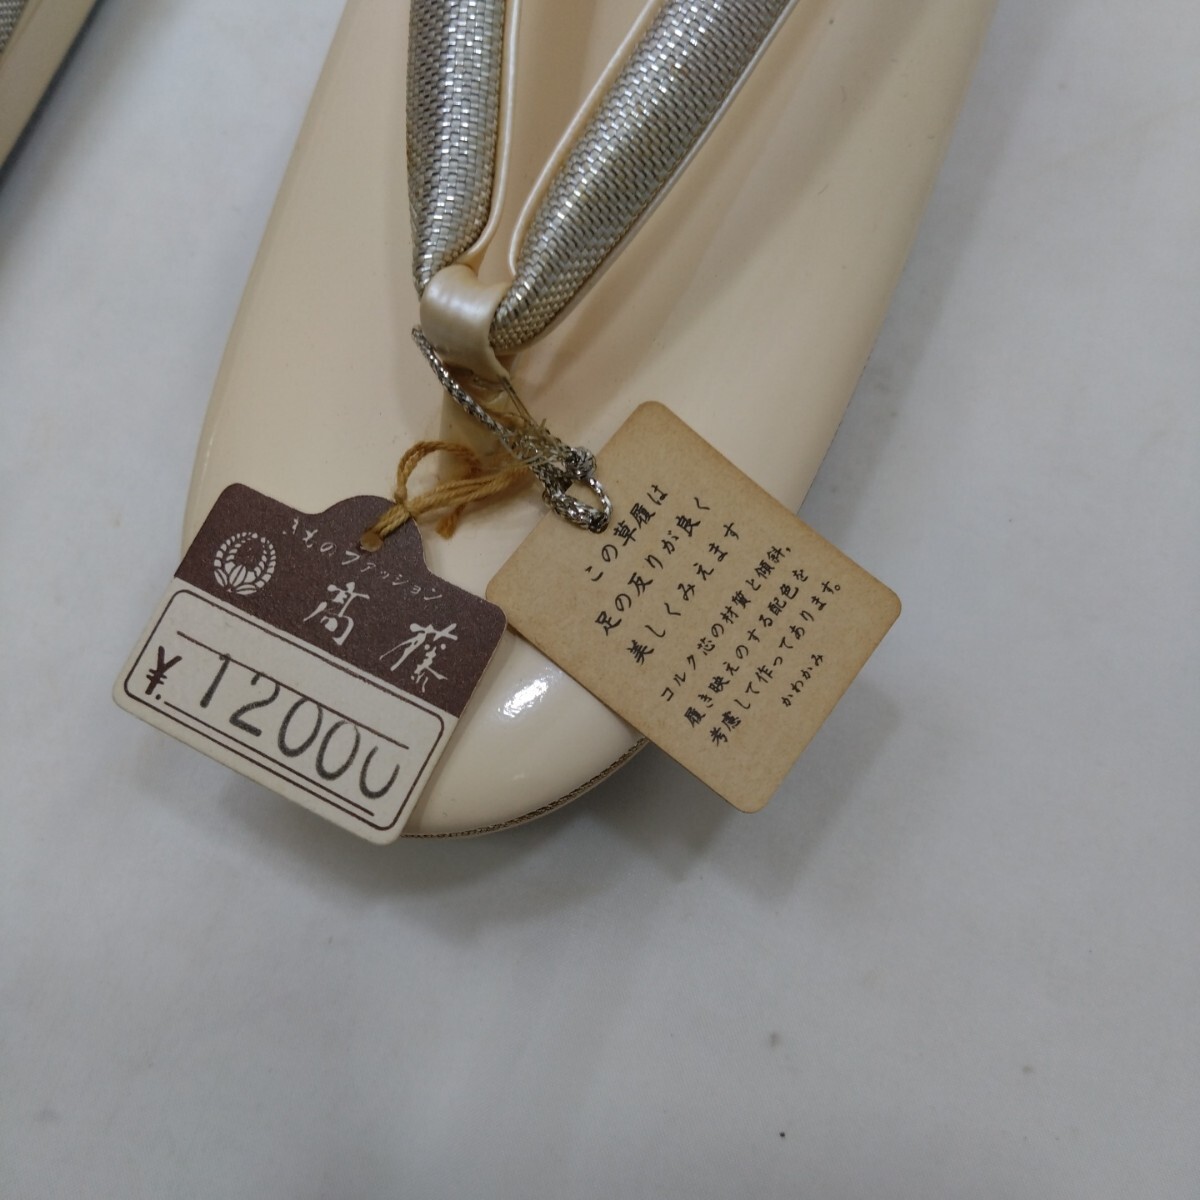 きものファッション
髙藤
¥12000
この草履は
足の反りが良く
美しくみえます
コルク芯の材質と傾斜,
履き映えのする配色を
考慮して作ってあります。
かわかみ